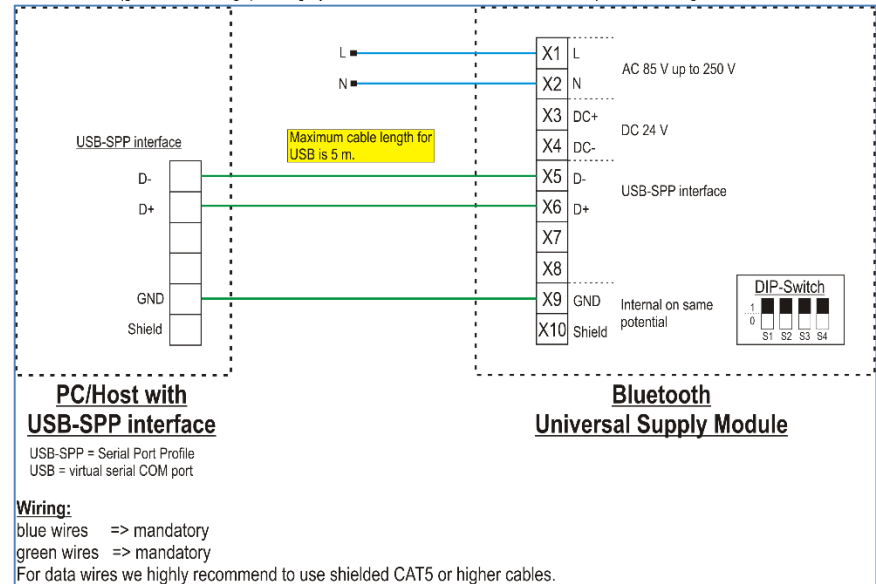 L
N
X1 L
X2 N
AC 85 V up to 250 V
X3 DC+
X4 DC-
DC 24 V
USB-SPP interface
Maximum cable length for
USB is 5 m.
D-
D+
GND
Shield
X5 D-
X6 D+
USB-SPP interface
X7
X8
X9 GND
X10 Shield
Internal on same
potential
DIP-Switch
1
0
S1 S2 S3 S4
PC/Host with
USB-SPP interface
Bluetooth
Universal Supply Module
USB-SPP = Serial Port Profile
USB = virtual serial COM port
Wiring:
blue wires => mandatory
green wires => mandatory
For data wires we highly recommend to use shielded CAT5 or higher cables.